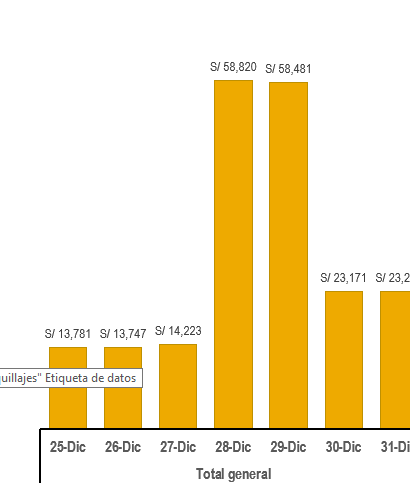 S/ 58,820
S/ 58,481
S/ 23,171
S/ 13,781
S/ 13,747
S/ 14,223
Etiqueta de datos
25-Dic
26-Dic
27-Dic
28-Dic
29-Dic
30-Dic
Total general